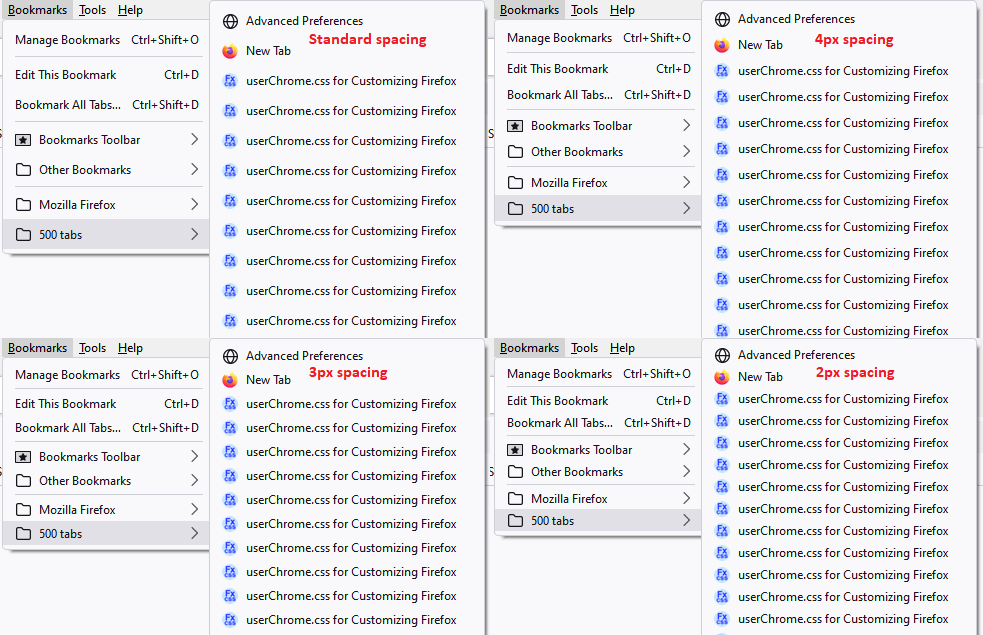 Bookmarks Tools Help
Manage Bookmarks Ctrl+Shift+O
Edit This Bookmark Ctrl+D
Bookmark All Tabs... Ctrl+Shift+D
Bookmarks Toolbar
Other Bookmarks
Mozilla Firefox
500 tabs
Advanced Preferences
Standard spacing
New Tab
userChrome.css for Customizing Firefox
userChrome.css for Customizing Firefox
userChrome.css for Customizing Firefox
userChrome.css for Customizing Firefox
userChrome.css for Customizing Firefox
userChrome.css for Customizing Firefox
userChrome.css for Customizing Firefox
userChrome.css for Customizing Firefox
userChrome.css for Customizing Firefox
Bookmarks Tools Help
Manage Bookmarks Ctrl+Shift+O
Edit This Bookmark Ctrl+D
Bookmark All Tabs... Ctrl+Shift+D
Bookmarks Toolbar
Other Bookmarks
Mozilla Firefox
500 tabs
Advanced Preferences
4px spacing
New Tab
userChrome.css for Customizing Firefox
userChrome.css for Customizing Firefox
userChrome.css for Customizing Firefox
userChrome.css for Customizing Firefox
userChrome.css for Customizing Firefox
userChrome.css for Customizing Firefox
userChrome.css for Customizing Firefox
userChrome.css for Customizing Firefox
userChrome.css for Customizing Firefox
userChrome.css for Customizing Firefox
userChrome.css for Customizing Firefox
Bookmarks Tools Help
Manage Bookmarks Ctrl+Shift+O
Edit This Bookmark Ctrl+D
Bookmark All Tabs... Ctrl+Shift+D
Bookmarks Toolbar
Other Bookmarks
Mozilla Firefox
500 tabs
Advanced Preferences
3px spacing
New Tab
userChrome.css for Customizing Firefox
userChrome.css for Customizing Firefox
userChrome.css for Customizing Firefox
userChrome.css for Customizing Firefox
userChrome.css for Customizing Firefox
userChrome.css for Customizing Firefox
userChrome.css for Customizing Firefox
userChrome.css for Customizing Firefox
userChrome.css for Customizing Firefox
userChrome.css for Customizing Firefox
Bookmarks Tools Help
Manage Bookmarks Ctrl+Shift+O
Edit This Bookmark Ctrl+D
Bookmark All Tabs... Ctrl+Shift+D
Bookmarks Toolbar
Other Bookmarks
Mozilla Firefox
500 tabs
Advanced Preferences
2px spacing
New Tab
userChrome.css for Customizing Firefox
userChrome.css for Customizing Firefox
userChrome.css for Customizing Firefox
userChrome.css for Customizing Firefox
userChrome.css for Customizing Firefox
userChrome.css for Customizing Firefox
userChrome.css for Customizing Firefox
userChrome.css for Customizing Firefox
userChrome.css for Customizing Firefox
userChrome.css for Customizing Firefox
userChrome.css for Customizing Firefox